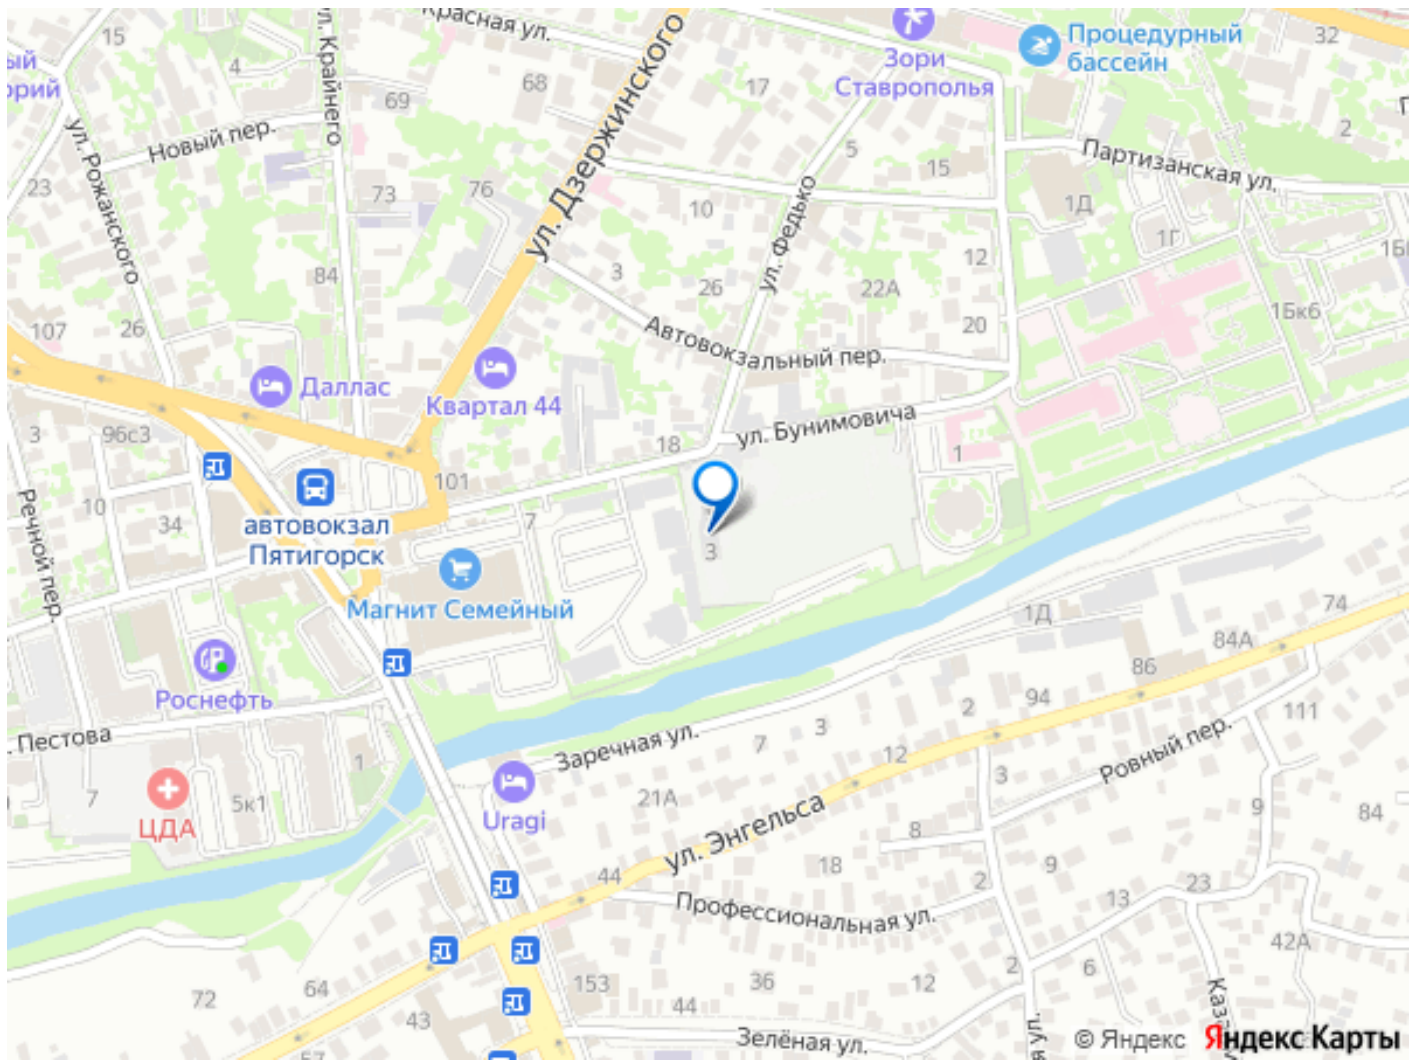 15
Красная ул.
ул. Крайнего
ул. Дзержинского
Зори
Ставрополья
Процедурный
бассейн
32
ый
орий
4
68
17
69
2
Новый пер.
ул. Рожанского
5
15
Партизанская ул.
23
73
76
10
ул. Федько
1Д
1Г
84
3
26
22А
12
1Бк6
107
26
20
Автовокзальный пер.
Даллас
Квартал 44
3
96с3
18
ул. Бунимовича
1
101
10
34
7
автовокзал
Пятигорск
3
Речной пер.
Магнит Семейный
74
1Д
84А
86
Роснефть
94
2
111
Пестова
Заречная ул.
3
7
12
Ровный пер.
3
1
7
5к1
21А
9
84
ЦДА
Uragi
ул. Энгельса
8
18
9
44
2
23
13
Профессиональная ул.
42А
72
64
153
36
12
2
6
43
44
Зелёная ул.
57
© Яндекс
Яндекс Карты